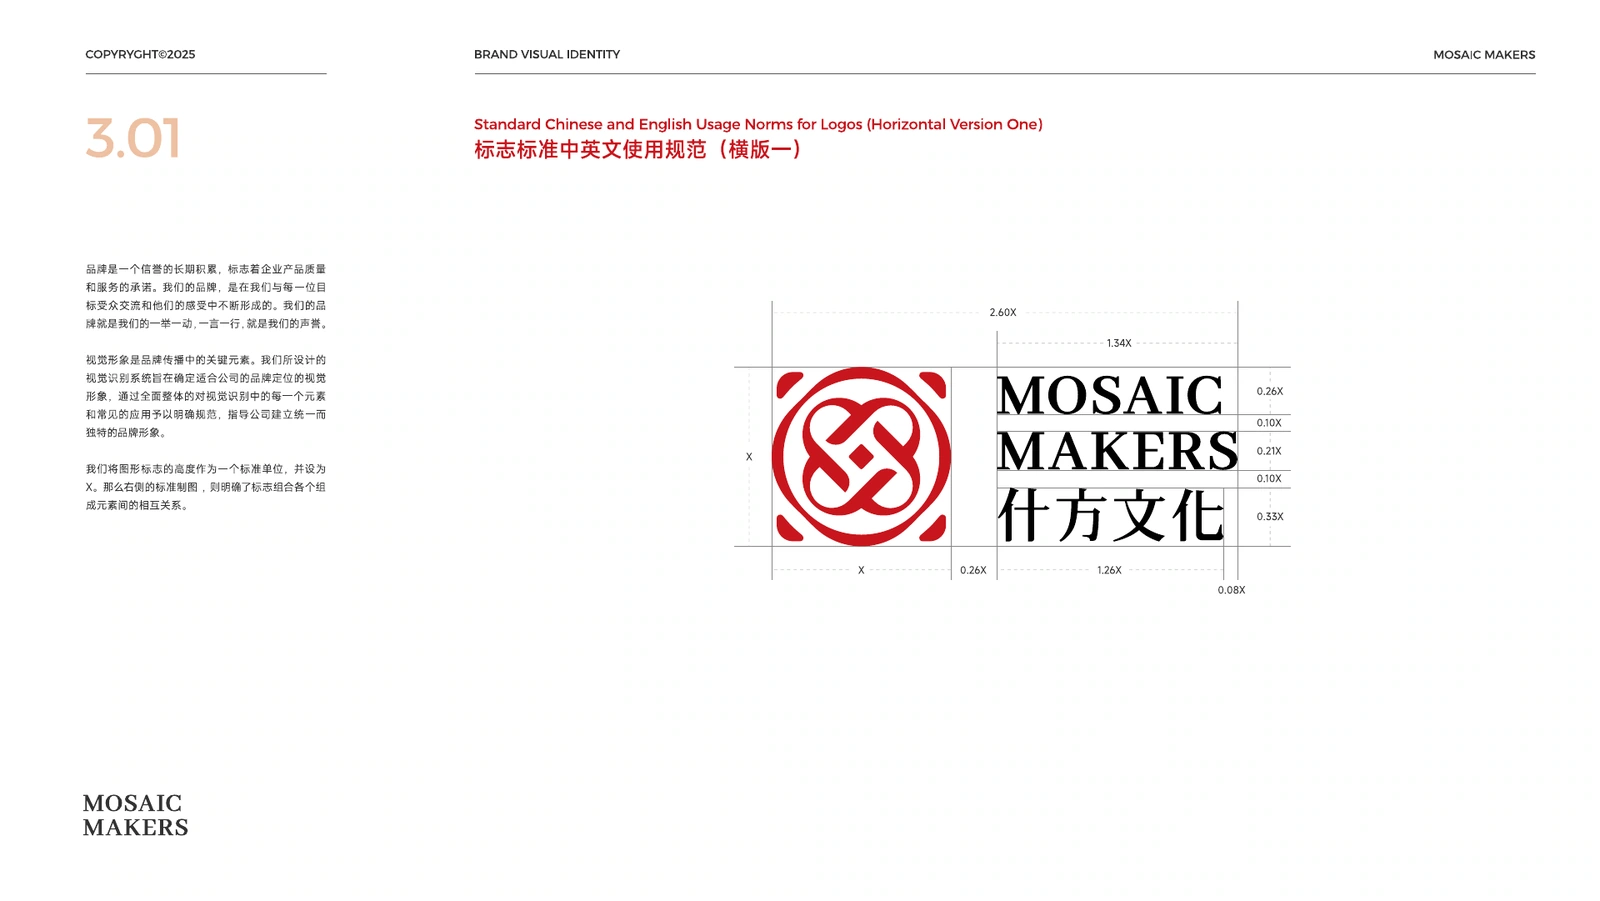 COPYRYGHT©2025
BRAND VISUAL IDENTITY
MOSAIC MAKERS
3.01
Standard Chinese and English Usage Norms for Logos (Horizontal Version One)
标志标准中英文使用规范（横版一）
品牌是一个信誉的长期积累，标志着企业产品质量
和服务的承诺。我们的品牌，是在我们与每一位目
标受众交流和他们的感受中不断形成的。我们的品
牌就是我们的一举一动,一言一行,就是我们的声誉。
视觉形象是品牌传播中的关键元素。我们所设计的
视觉识别系统旨在确定适合公司的品牌定位的视觉
形象，通过全面整体的对视觉识别中的每一个元素
和常见的应用予以明确规范，指导公司建立统一而
独特的品牌形象。
我们将图形标志的高度作为一个标准单位，并设为
X。那么右侧的标准制图，则明确了标志组合各个组
成元素间的相互关系。
2.60X
1.34X
MOSAIC
0.26X
0.10X
X
MAKERS
0.21X
0.10X
什方文化
0.33X
X
0.26X
1.26X
0.08X
MOSAIC
MAKERS